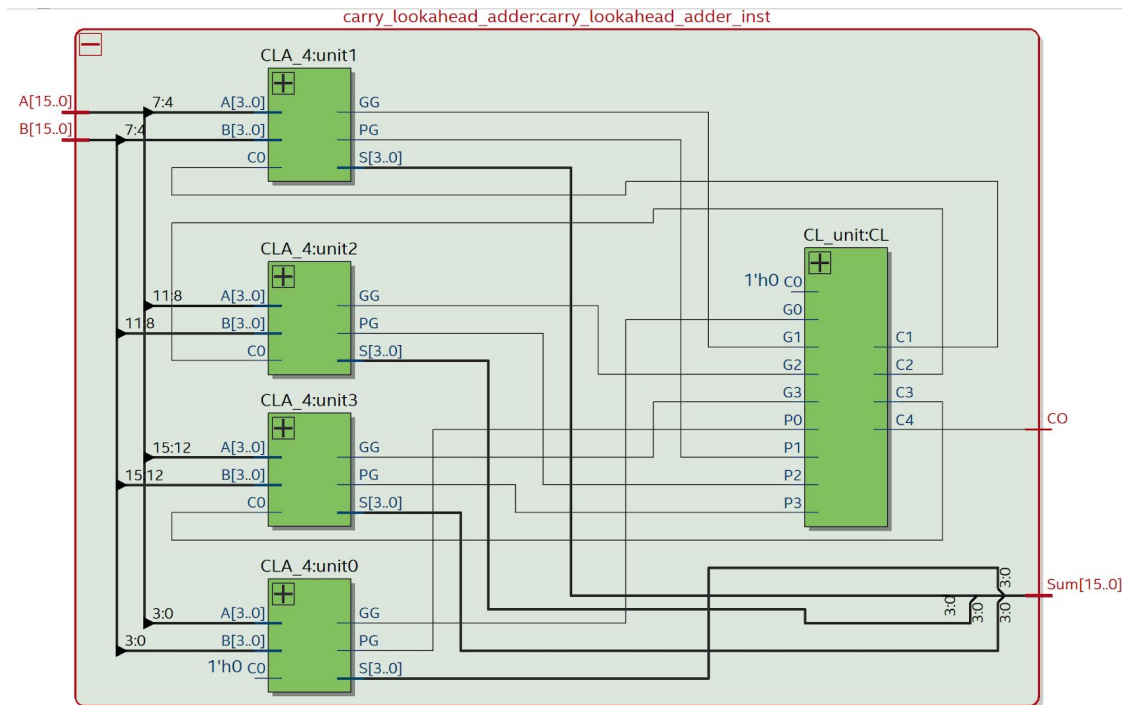 carry_lookahead_adder:carry_lookahead_adder_inst
CLA_4:unit1
A[15..0]
B[15..0]
7:4
7:4
A[3..0]
B[3..0]
C0
GG
PG
S[3..0]
CLA_4:unit2
11:8
11:8
A[3..0]
B[3..0]
C0
GG
PG
S[3..0]
CL_unit:CL
1'h0 C0
G0
G1
G2
G3
P0
P1
P2
P3
C1
C2
C3
C4
CO
CLA_4:unit3
15:12
15:12
A[3..0]
B[3..0]
C0
GG
PG
S[3..0]
CLA_4:unit0
3:0
3:0
A[3..0]
B[3..0]
1'h0 C0
GG
PG
S[3..0]
3:0
3:0
3:0
3:0
Sum[15..0]